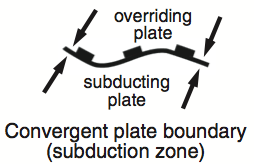 overriding
plate
subducting
plate
Convergent plate boundary
(subduction zone)